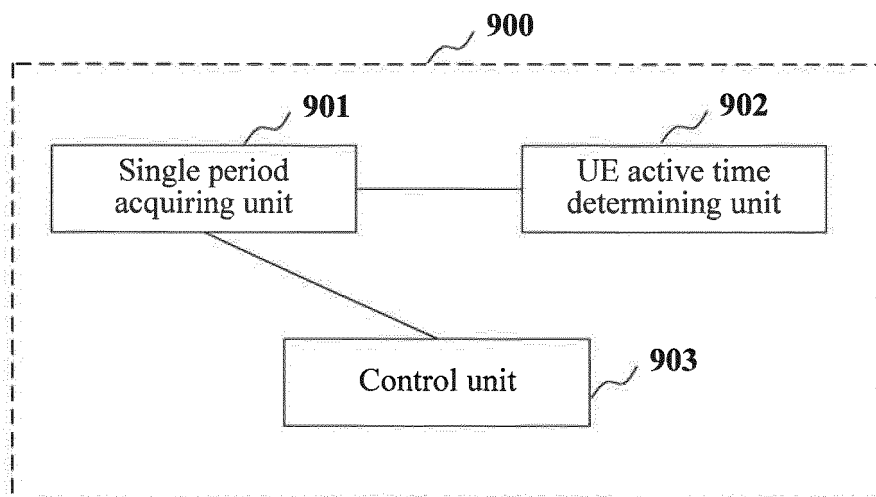 900
901
902
Single period
acquiring unit
UE active time
determining unit
903
Control unit